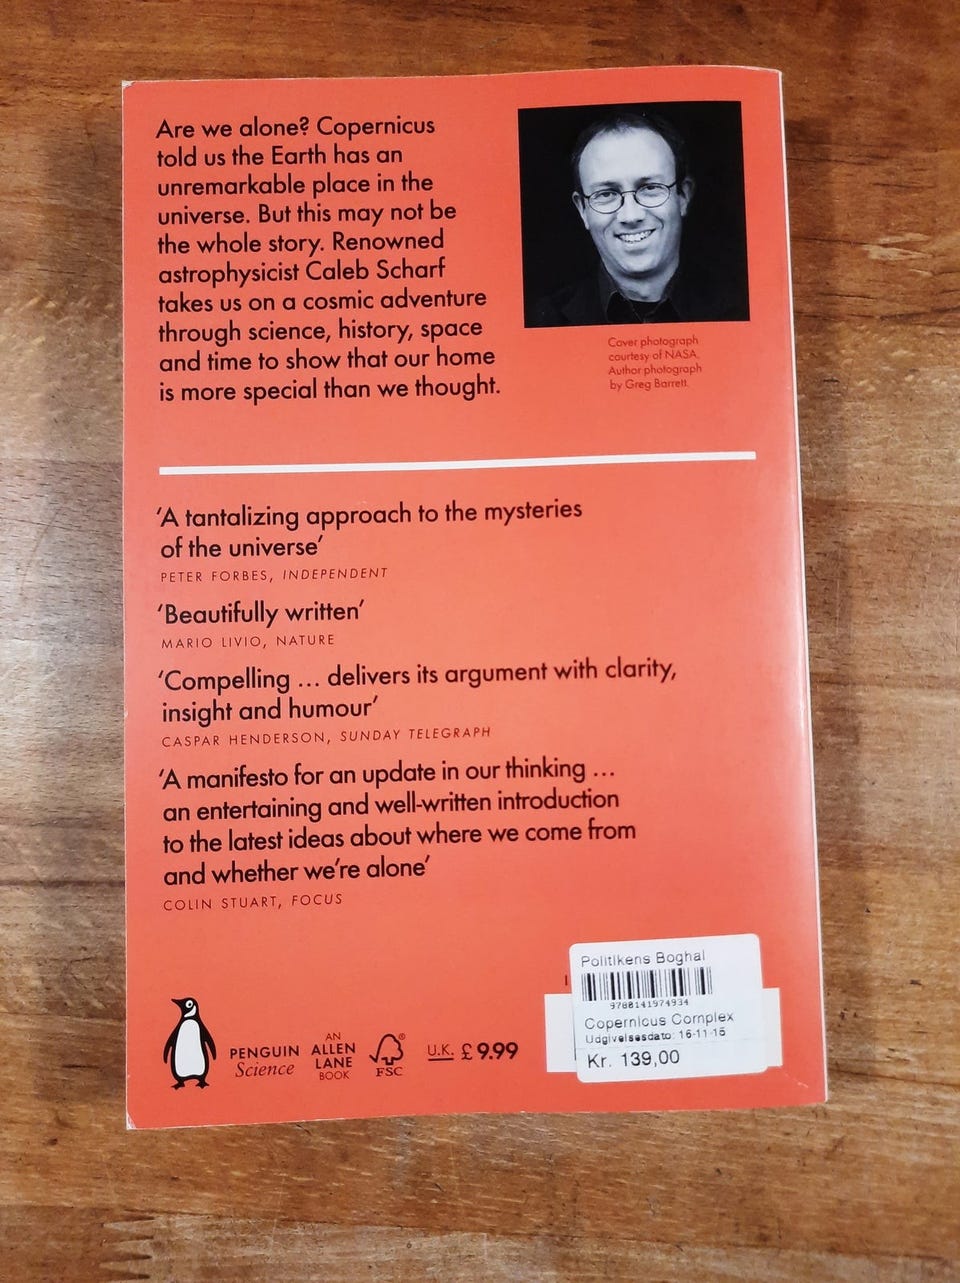 Are we alone? Copernicus
told us the Earth has an
unremarkable place in the
universe. But this may not be
the whole story. Renowned
astrophysicist Caleb Scharf
takes us on a cosmic adventure
through science, history, space
and time to show that our home
is more special than we thought.
Cover photograph
courtesy of NASA.
Author photograph
by Greg Barrett.
‘A tantalizing approach to the mysteries
of the universe’
PETER FORBES, INDEPENDENT
‘Beautifully written’
MARIO LIVIO, NATURE
‘Compelling … delivers its argument with clarity,
insight and humour’
CASPAR HENDERSON, SUNDAY TELEGRAPH
‘A manifesto for an update in our thinking …
an entertaining and well-written introduction
to the latest ideas about where we come from
and whether we’re alone’
COLIN STUART, FOCUS
PENGUIN
Science
AN
ALLEN
LANE
BOOK
®
FSC
U.K. £ 9.99
Politikens Boghal
9780141974934
Copernicus Complex
Udgivelsesdato: 16-11-15
Kr. 139,00